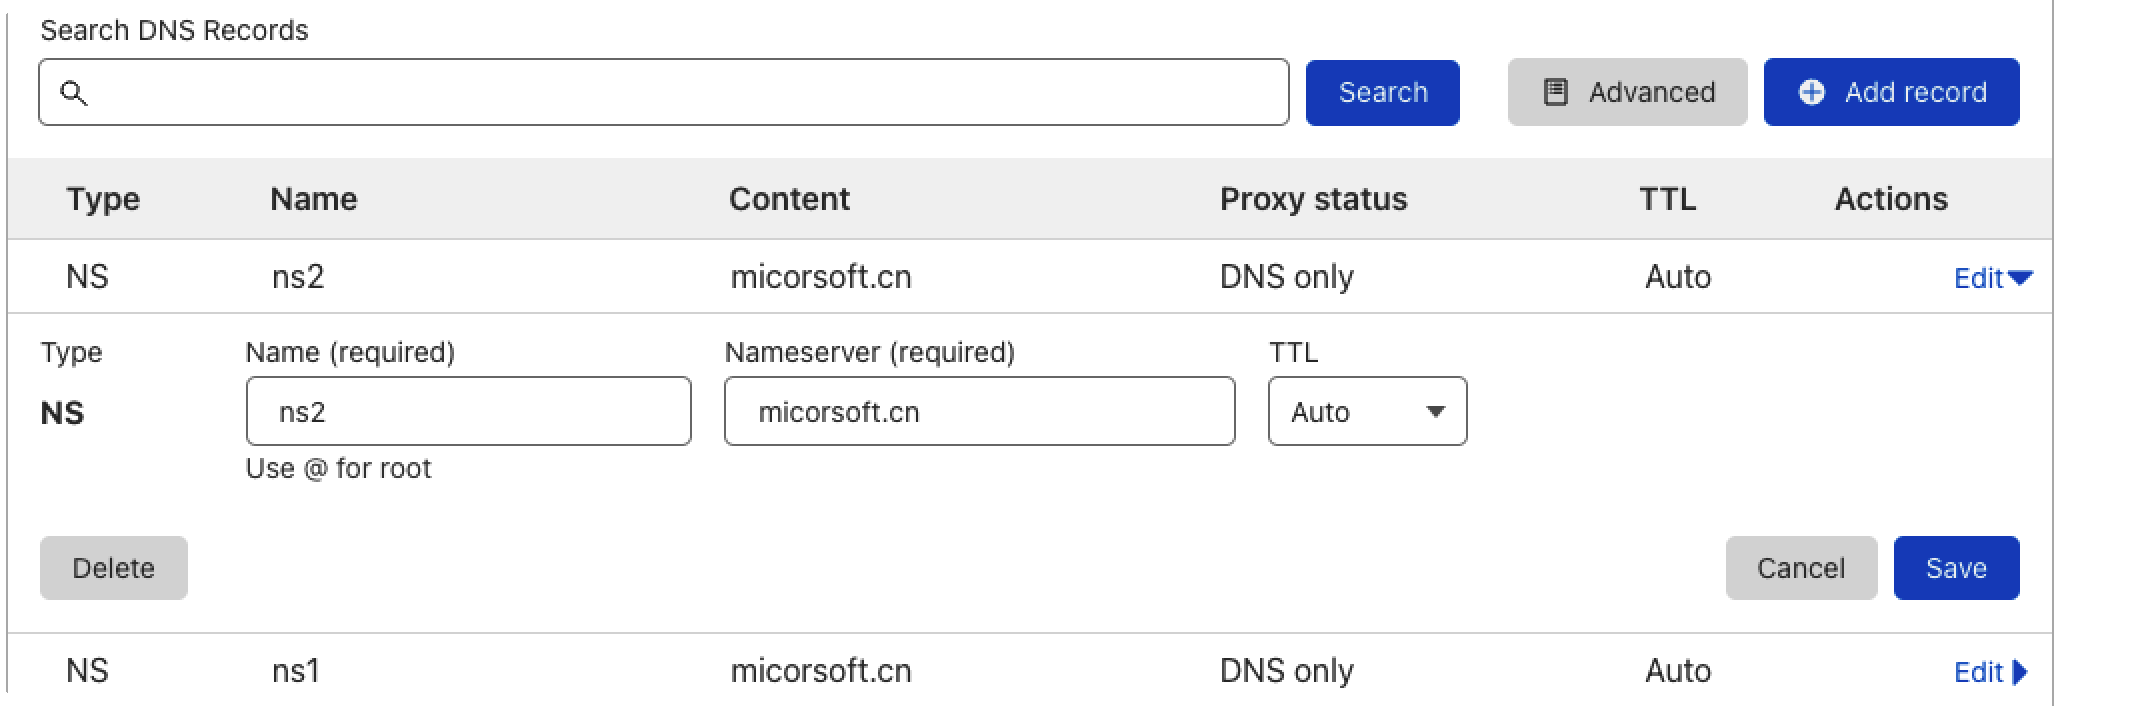 Search DNS Records
Search Advanced Add record
Type Name Content Proxy status TTL Actions
NS ns2 micorsoft.cn DNS only Auto Edit
Type Name (required) Nameserver (required) TTL
NS ns2 micorsoft.cn Auto
Use @ for root
Delete Cancel Save
NS ns1 micorsoft.cn DNS only Auto Edit